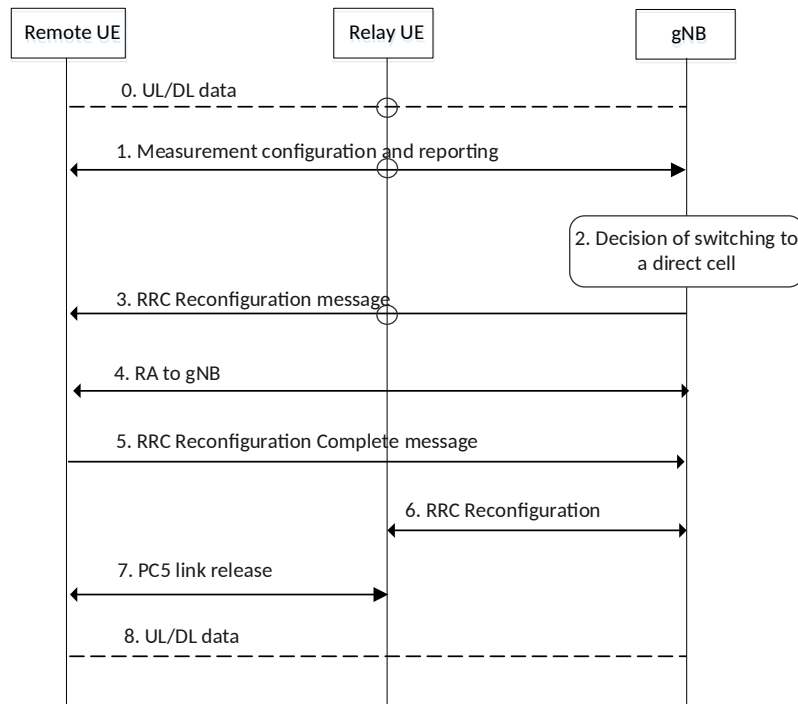 Remote UE
Relay UE
gNB
0. UL/DL data
1. Measurement configuration and reporting
2. Decision of switching to
a direct cell
3. RRC Reconfiguration message
4. RA to gNB
5. RRC Reconfiguration Complete message
6. RRC Reconfiguration
7. PC5 link release
8. UL/DL data